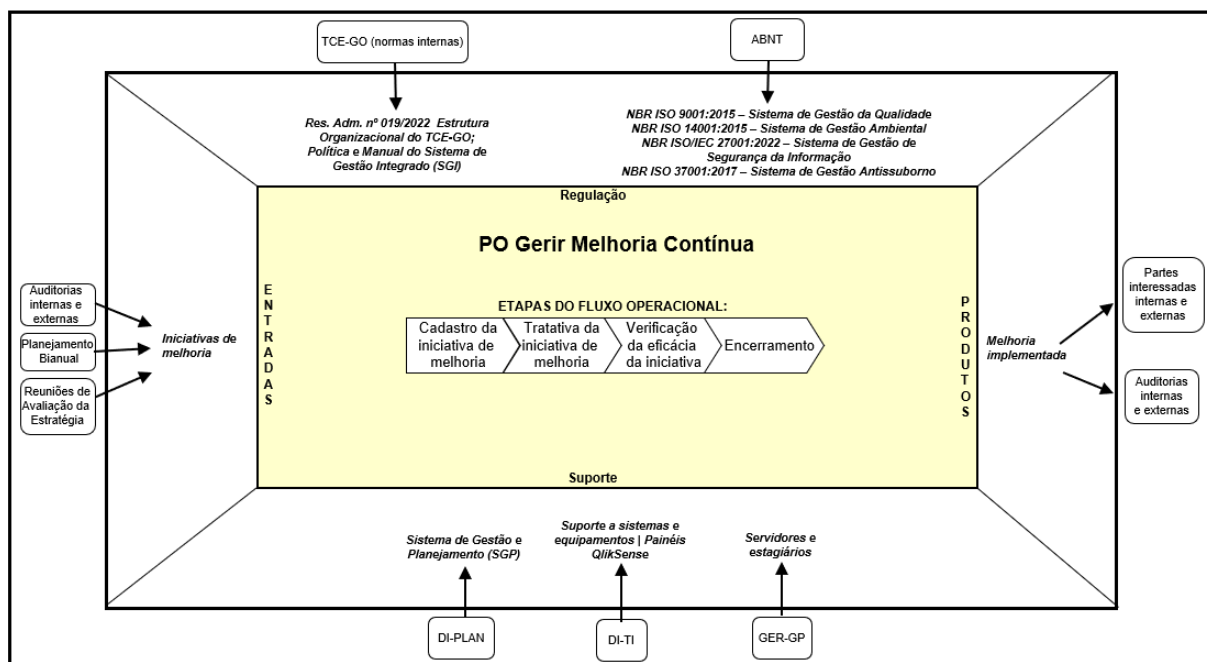 TCE-GO (normas internas)
ABNT
Res. Adm. nº 019/2022 Estrutura
Organizacional do TCE-GO;
Política e Manual do Sistema de
Gestão Integrado (SGI)
NBR ISO 9001:2015 – Sistema de Gestão da Qualidade
NBR ISO 14001:2015 – Sistema de Gestão Ambiental
NBR ISO/IEC 27001:2022 – Sistema de Gestão de
Segurança da Informação
NBR ISO 37001:2017 – Sistema de Gestão Antissuborno
Regulação
PO Gerir Melhoria Contínua
Auditorias
internas e
externas
Planejamento
Bianual
Reuniões de
Avaliação da
Estratégia
Iniciativas de
melhoria
ENTRADAS
ETAPAS DO FLUXO OPERACIONAL:
Cadastro da
iniciativa de
melhoria
Tratativa da
iniciativa de
melhoria
Verificação
da eficácia
da iniciativa
Encerramento
PRODUTOS
Melhoria
implementada
Partes
interessadas
internas e
externas
Auditorias
internas
e externas
Suporte
Sistema de Gestão e
Planejamento (SGP)
Suporte a sistemas e
equipamentos | Painéis
QlikSense
Servidores e
estagiários
DI-PLAN
DI-TI
GER-GP